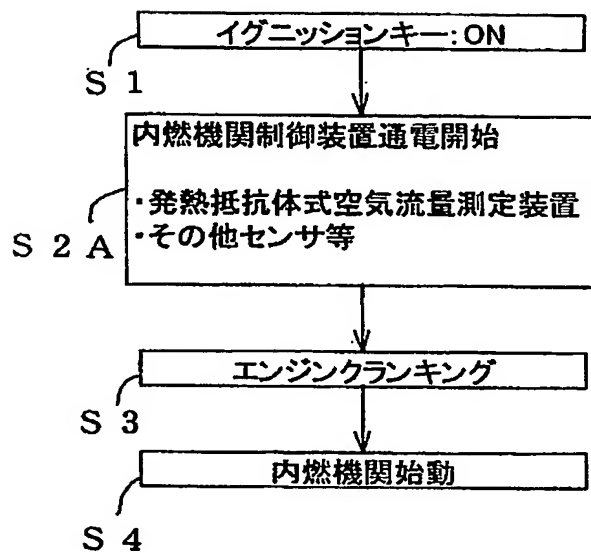 イグニッションキー:ON
S 1
内燃機関制御装置通電開始
・発熱抵抗体式空気流量測定装置
・その他センサ等
S 2 A
エンジンクランキング
S 3
内燃機関始動
S 4